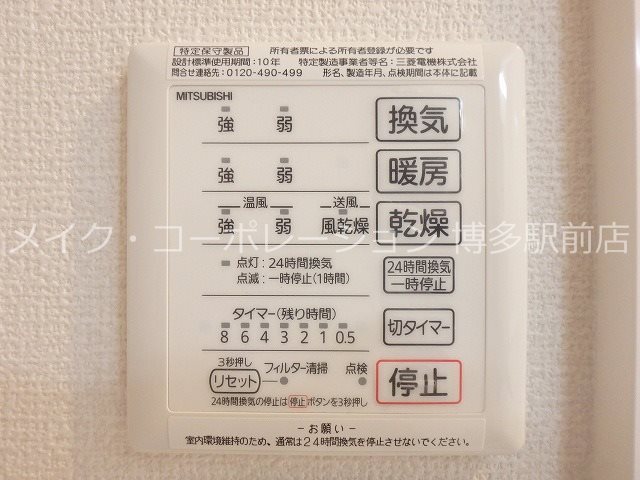 特定保守製品 所有者票による所有者登録が必要です
設計標準使用期間:10年 特定製造事業者等名:三菱電機株式会社
問合せ連絡先:0120-490-499 形名、製造年月、点検期間は本体に記載
MITSUBISHI
強 弱 換気
強 弱 暖房
温風 送風
強 弱 風乾燥 乾燥
点灯:24時間換気
点滅:一時停止(1時間)
24時間換気
一時停止
タイマー(残り時間)
8 6 4 3 2 1 0.5
切タイマー
3秒押し
リセット フィルター清掃 点検
停止
24時間換気の停止は停止ボタンを3秒押し
-お願い-
室内環境維持のため、通常は24時間換気を停止させないでください。
メイク・コーポレーション 博多駅前店